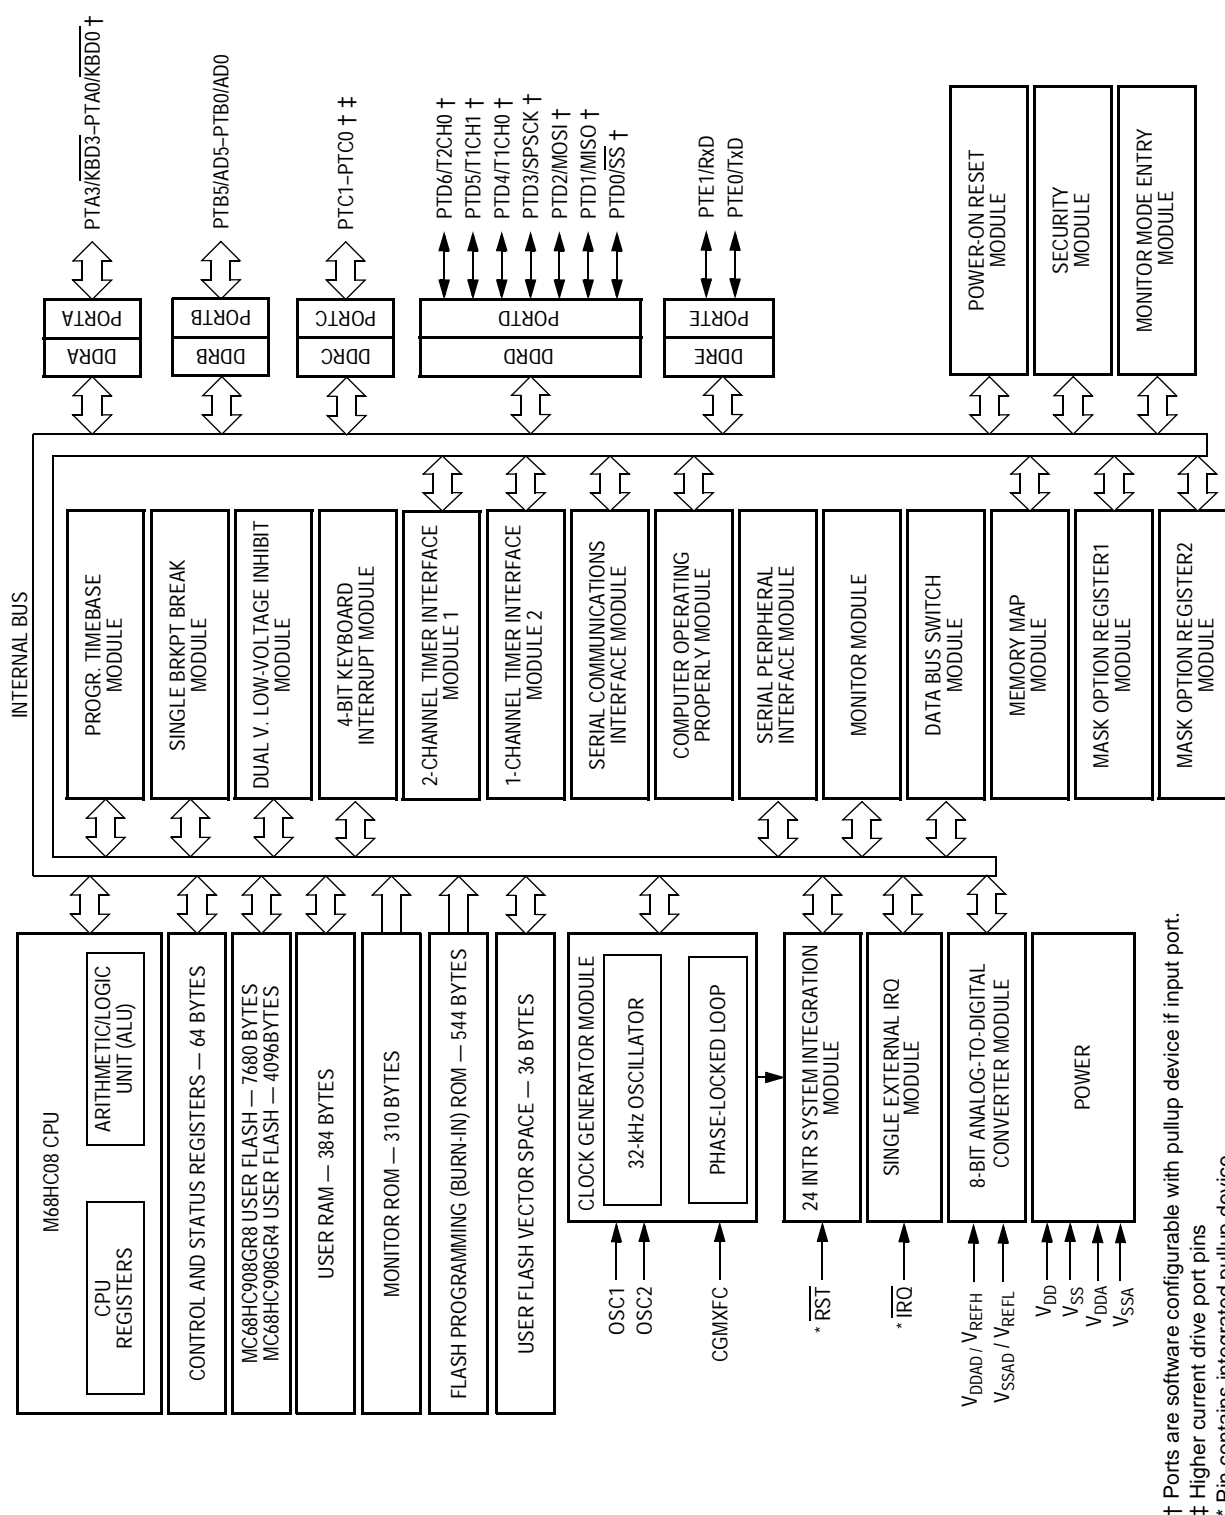 INTERNAL BUS
M68HC08 CPU
CPU
REGISTERS
ARITHMETIC/LOGIC
UNIT (ALU)
CONTROL AND STATUS REGISTERS — 64 BYTES
MC68HC908GR8 USER FLASH — 7680 BYTES
MC68HC908GR4 USER FLASH — 4096BYTES
USER RAM — 384 BYTES
MONITOR ROM — 310 BYTES
FLASH PROGRAMMING (BURN-IN) ROM — 544 BYTES
USER FLASH VECTOR SPACE — 36 BYTES
CLOCK GENERATOR MODULE
32-kHz OSCILLATOR
PHASE-LOCKED LOOP
OSC1
OSC2
CGMXFC
24 INTR SYSTEM INTEGRATION
MODULE
* RST
SINGLE EXTERNAL IRQ
MODULE
* IRQ
8-BIT ANALOG-TO-DIGITAL
CONVERTER MODULE
VDDAD / VREFH
VSSAD / VREFL
POWER
VDD
VSS
VDDA
VSSA
PROGR. TIMEBASE
MODULE
SINGLE BRKPT BREAK
MODULE
DUAL V. LOW-VOLTAGE INHIBIT
MODULE
4-BIT KEYBOARD
INTERRUPT MODULE
2-CHANNEL TIMER INTERFACE
MODULE 1
1-CHANNEL TIMER INTERFACE
MODULE 2
SERIAL COMMUNICATIONS
INTERFACE MODULE
COMPUTER OPERATING
PROPERLY MODULE
SERIAL PERIPHERAL
INTERFACE MODULE
MONITOR MODULE
DATA BUS SWITCH
MODULE
MEMORY MAP
MODULE
MASK OPTION REGISTER1
MODULE
MASK OPTION REGISTER2
MODULE
DDRA
PORTA
PTA3/KBD3–PTA0/KBD0 †
DDRB
PORTB
PTB5/AD5–PTB0/AD0
DDRC
PORTC
PTC1–PTC0 † ‡
DDRD
PORTD
PTD6/T2CH0 †
PTD5/T1CH1 †
PTD4/T1CH0 †
PTD3/SPSCK †
PTD2/MOSI †
PTD1/MISO †
PTD0/SS †
DDRE
PORTE
PTE1/RxD
PTE0/TxD
POWER-ON RESET
MODULE
SECURITY
MODULE
MONITOR MODE ENTRY
MODULE
† Ports are software configurable with pullup device if input port.
‡ Higher current drive port pins
* Pin contains integrated pullup device